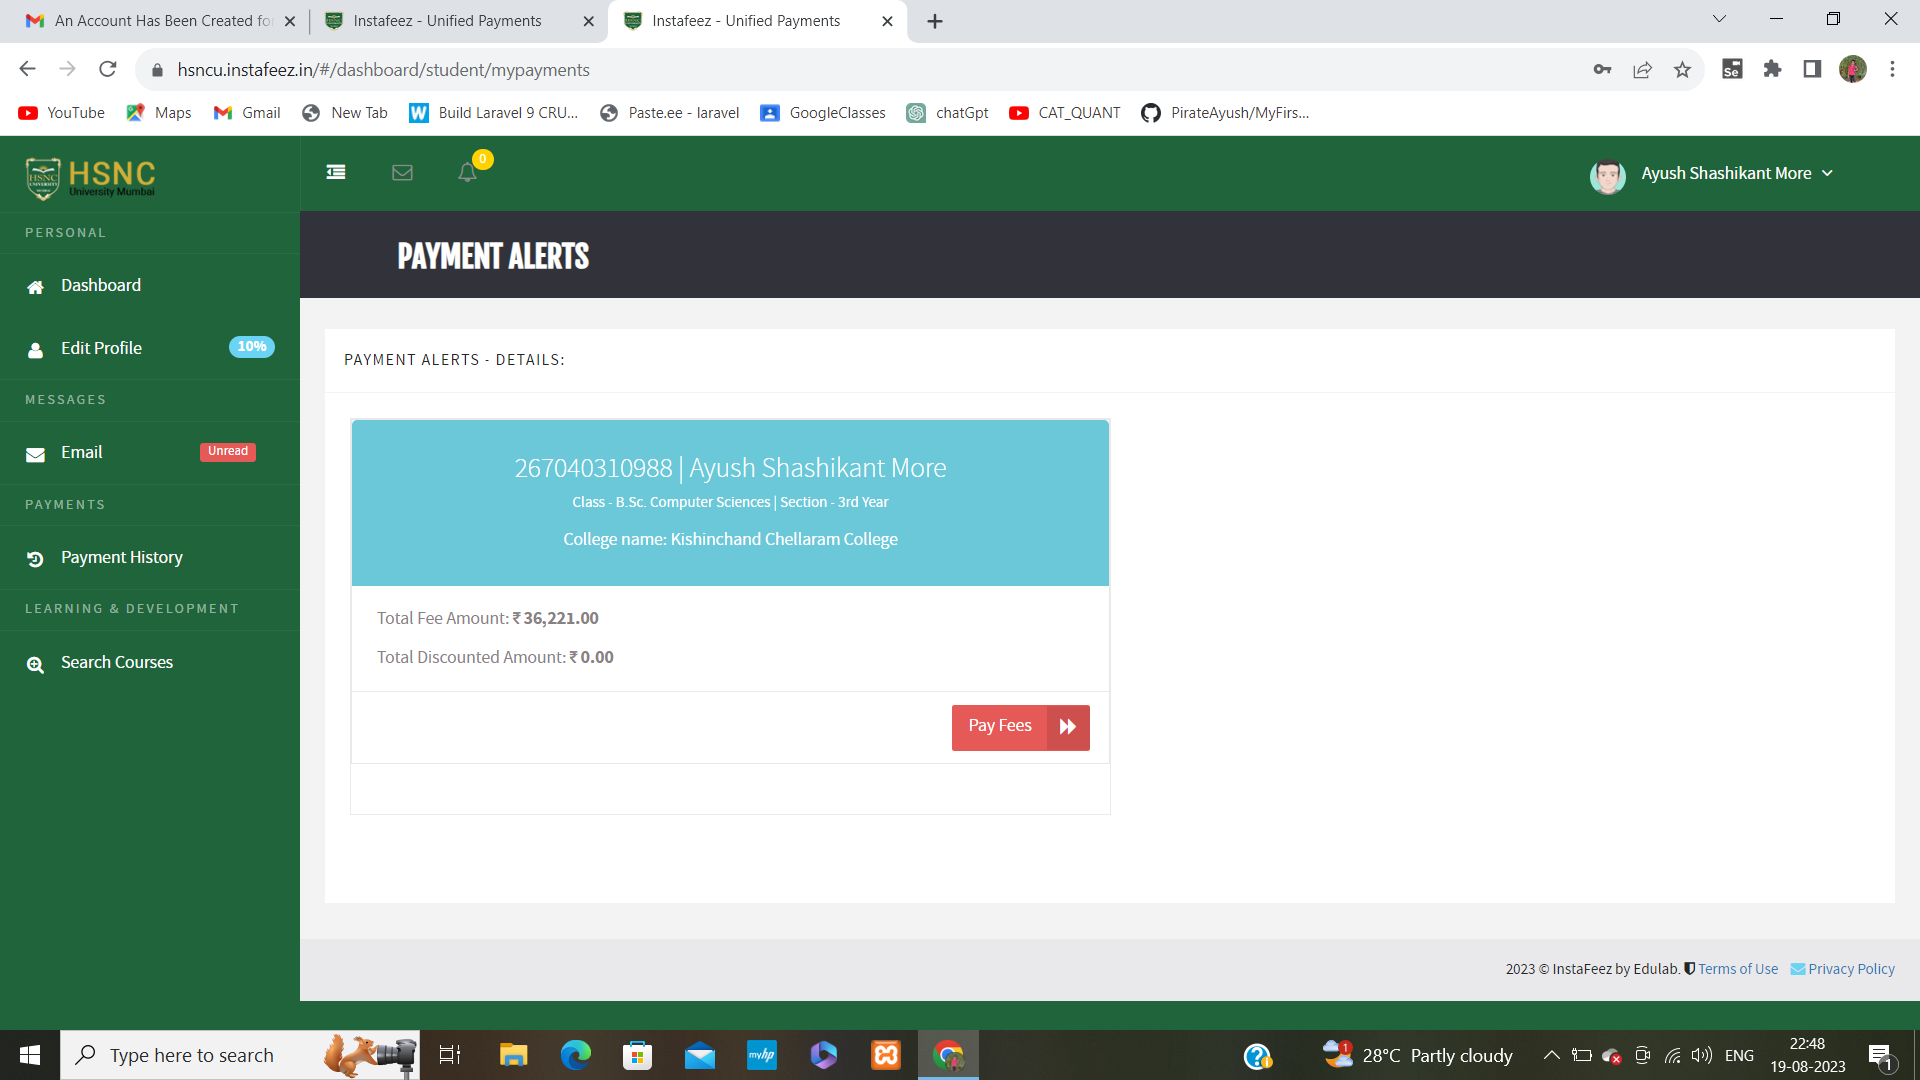 An Account Has Been Created fo
Instafeez - Unified Payments
Instafeez - Unified Payments
hsncu.instafeez.in/#/dashboard/student/mypayments
Se
YouTube
Maps
Gmail
New Tab
W
Build Laravel 9 CRU...
Paste.ee - laravel
GoogleClasses
chatGpt
CAT_QUANT
PirateAyush/MyFirs...
HSNC
HSNC
University Mumbai
0
Ayush Shashikant More
PERSONAL
Dashboard
Edit Profile
10%
MESSAGES
Email
Unread
PAYMENTS
Payment History
LEARNING & DEVELOPMENT
Search Courses
PAYMENT ALERTS
PAYMENT ALERTS - DETAILS:
267040310988 | Ayush Shashikant More
Class - B.Sc. Computer Sciences | Section - 3rd Year
College name: Kishinchand Chellaram College
Total Fee Amount: ₹ 36,221.00
Total Discounted Amount: ₹ 0.00
Pay Fees
2023 © InstaFeez by Edulab. Terms of Use Privacy Policy
Type here to search
myhp
1
28°C Partly cloudy
ENG
22:48
19-08-2023
1